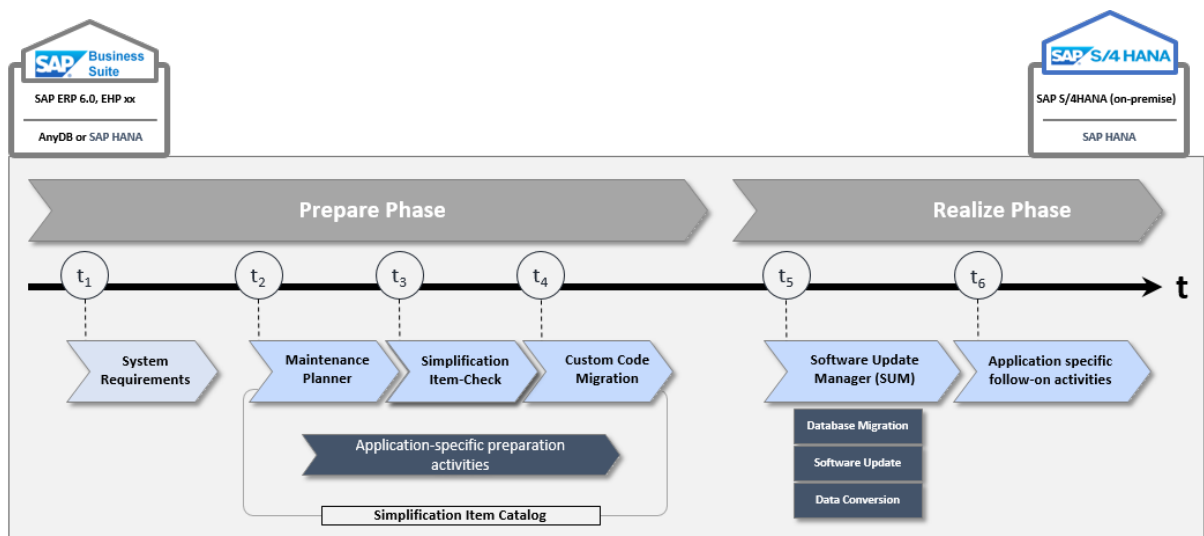 SAP Business
Suite
SAP ERP 6.0, EHP xx
AnyDB or SAP HANA
SAP S/4HANA
SAP S/4HANA (on-premise)
SAP HANA
Prepare Phase
Realize Phase
t1
t2
t3
t4
t5
t6
t
System
Requirements
Maintenance
Planner
Simplification
Item-Check
Custom Code
Migration
Software Update
Manager (SUM)
Application specific
follow-on activities
Application-specific preparation
activities
Database Migration
Software Update
Data Conversion
Simplification Item Catalog